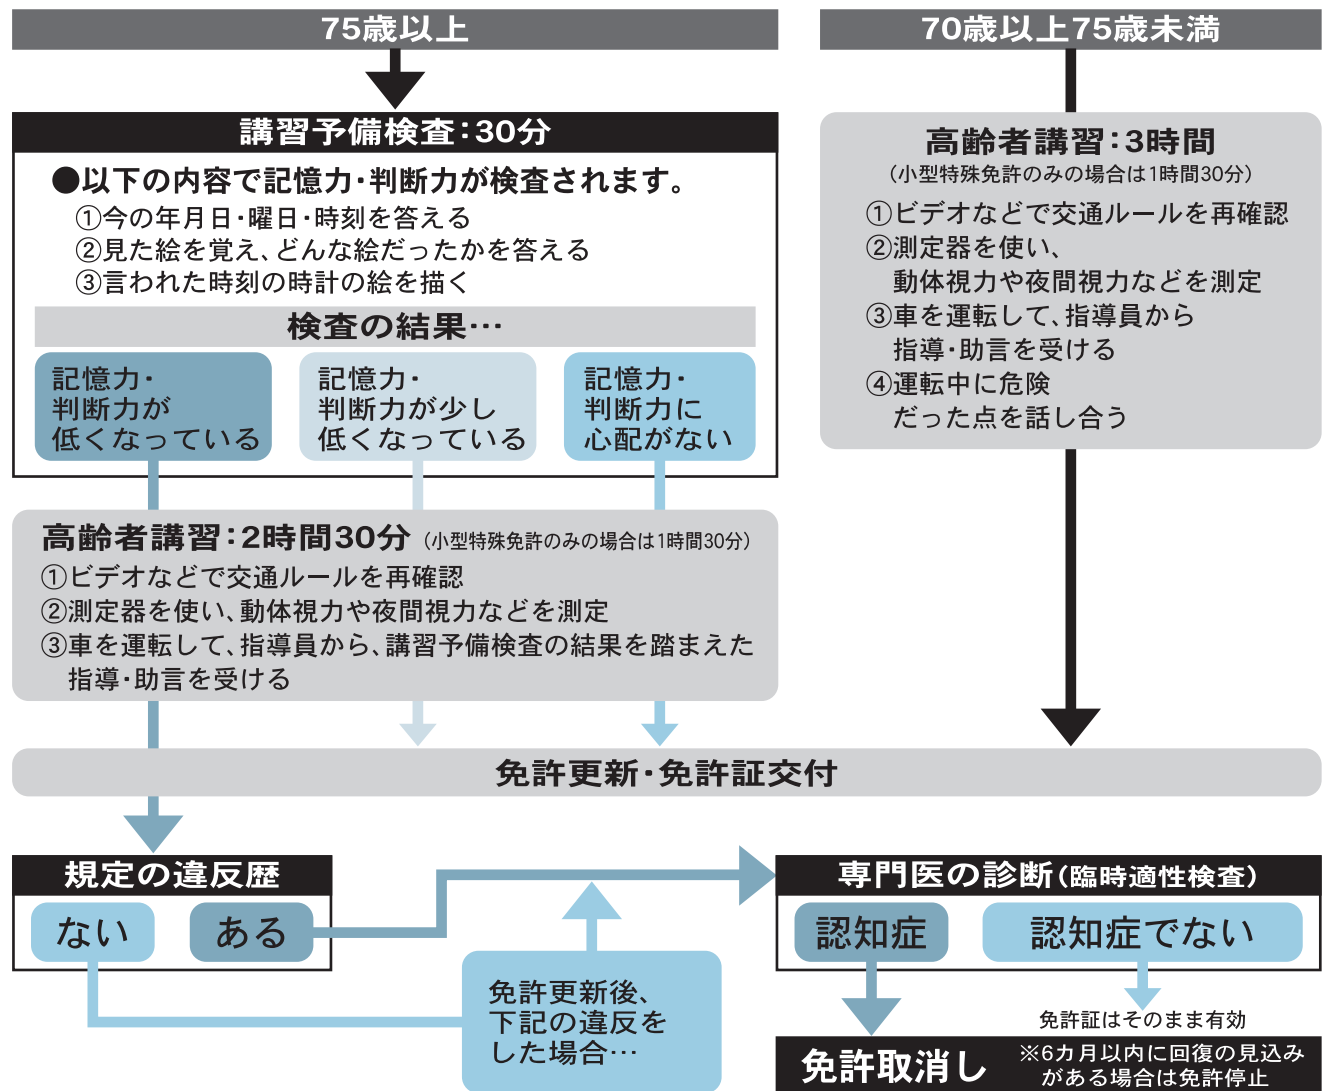 75歳以上
講習予備検査：30分
●以下の内容で記憶力・判断力が検査されます。
①今の年月日・曜日・時刻を答える
②見た絵を覚え、どんな絵だったかを答える
③言われた時刻の時計の絵を描く
検査の結果…
記憶力・
判断力が
低くなっている
記憶力・
判断力が少し
低くなっている
記憶力・
判断力に
心配がない
高齢者講習：2時間30分（小型特殊免許のみの場合は1時間30分）
①ビデオなどで交通ルールを再確認
②測定器を使い、動体視力や夜間視力などを測定
③車を運転して、指導員から、講習予備検査の結果を踏まえた
指導・助言を受ける
70歳以上75歳未満
高齢者講習：3時間
（小型特殊免許のみの場合は1時間30分）
①ビデオなどで交通ルールを再確認
②測定器を使い、
動体視力や夜間視力などを測定
③車を運転して、指導員から
指導・助言を受ける
④運転中に危険
だった点を話し合う
免許更新・免許証交付
規定の違反歴
ない
ある
免許更新後、
下記の違反を
した場合…
専門医の診断（臨時適性検査）
認知症
認知症でない
免許証はそのまま有効
免許取消し
※6カ月以内に回復の見込み
がある場合は免許停止